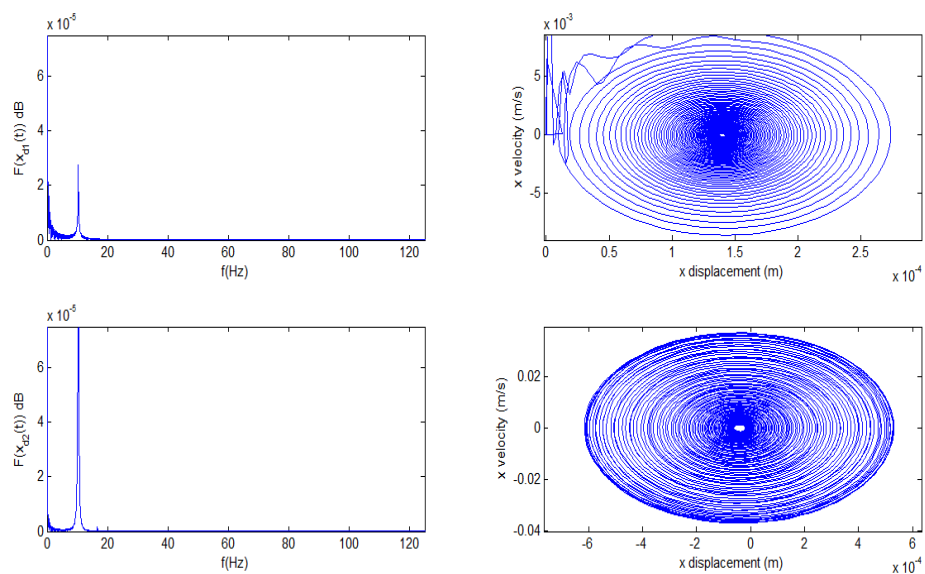 x 10^-5
F(x_d1(t)) dB
6
4
2
0
0 20 40 60 80 100 120
f(Hz)
x 10^-3
x velocity (m/s)
5
0
-5
0 0.5 1 1.5 2 2.5
x displacement (m)
x 10^-4
x 10^-5
F(x_d2(t)) dB
6
4
2
0
0 20 40 60 80 100 120
f(Hz)
x velocity (m/s)
0.02
0
-0.02
-0.04
-6 -4 -2 0 2 4 6
x displacement (m)
x 10^-4